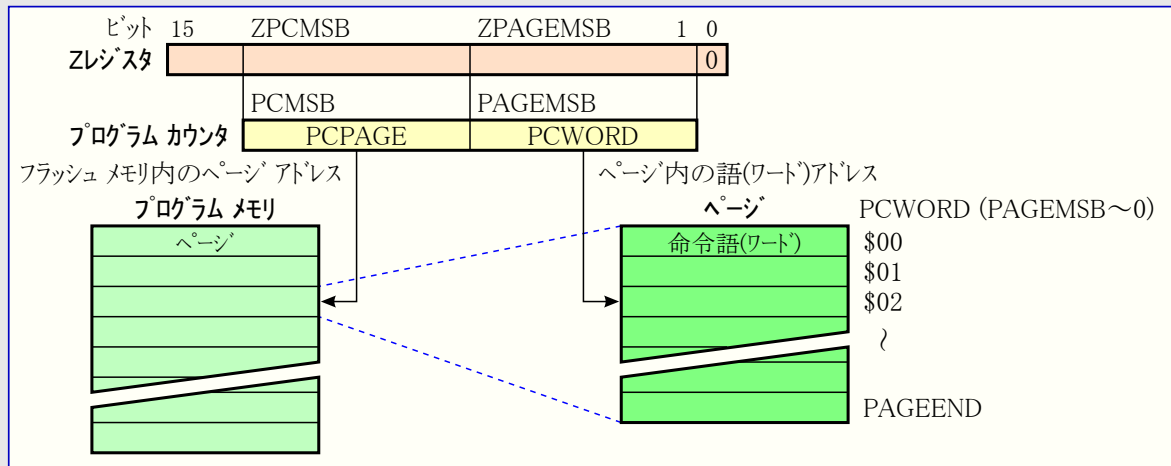 ビット 15 ZPCMSB ZPAGEMSB 1 0
Zレジスタ 0
PCMSB PAGEMSB
プログラム カウンタ PCPAGE PCWORD
フラッシュ メモリ内のページ アドレス ページ内の語(ワード)アドレス
プログラム メモリ ページ PCWORD (PAGEMSB～0)
ページ 命令語(ワード) $00
$01
$02
～
PAGEEND